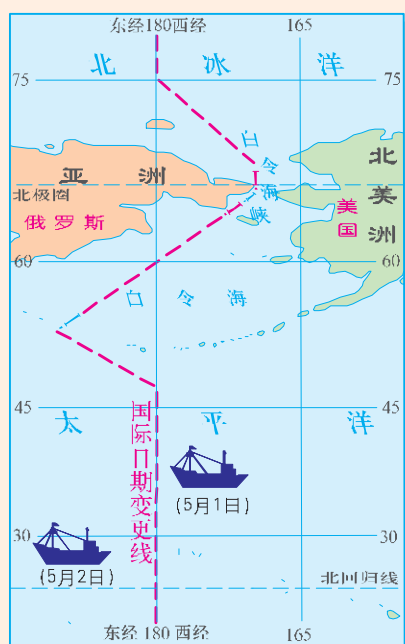 东经180西经
165
北冰洋
75
75
白令海峡
亚洲
北美洲
北极圈
俄罗斯
美国
60
60
白令海
45
45
太平洋
国际日期变更线
(5月1日)
30
30
(5月2日)
北回归线
东经 180 西经
165